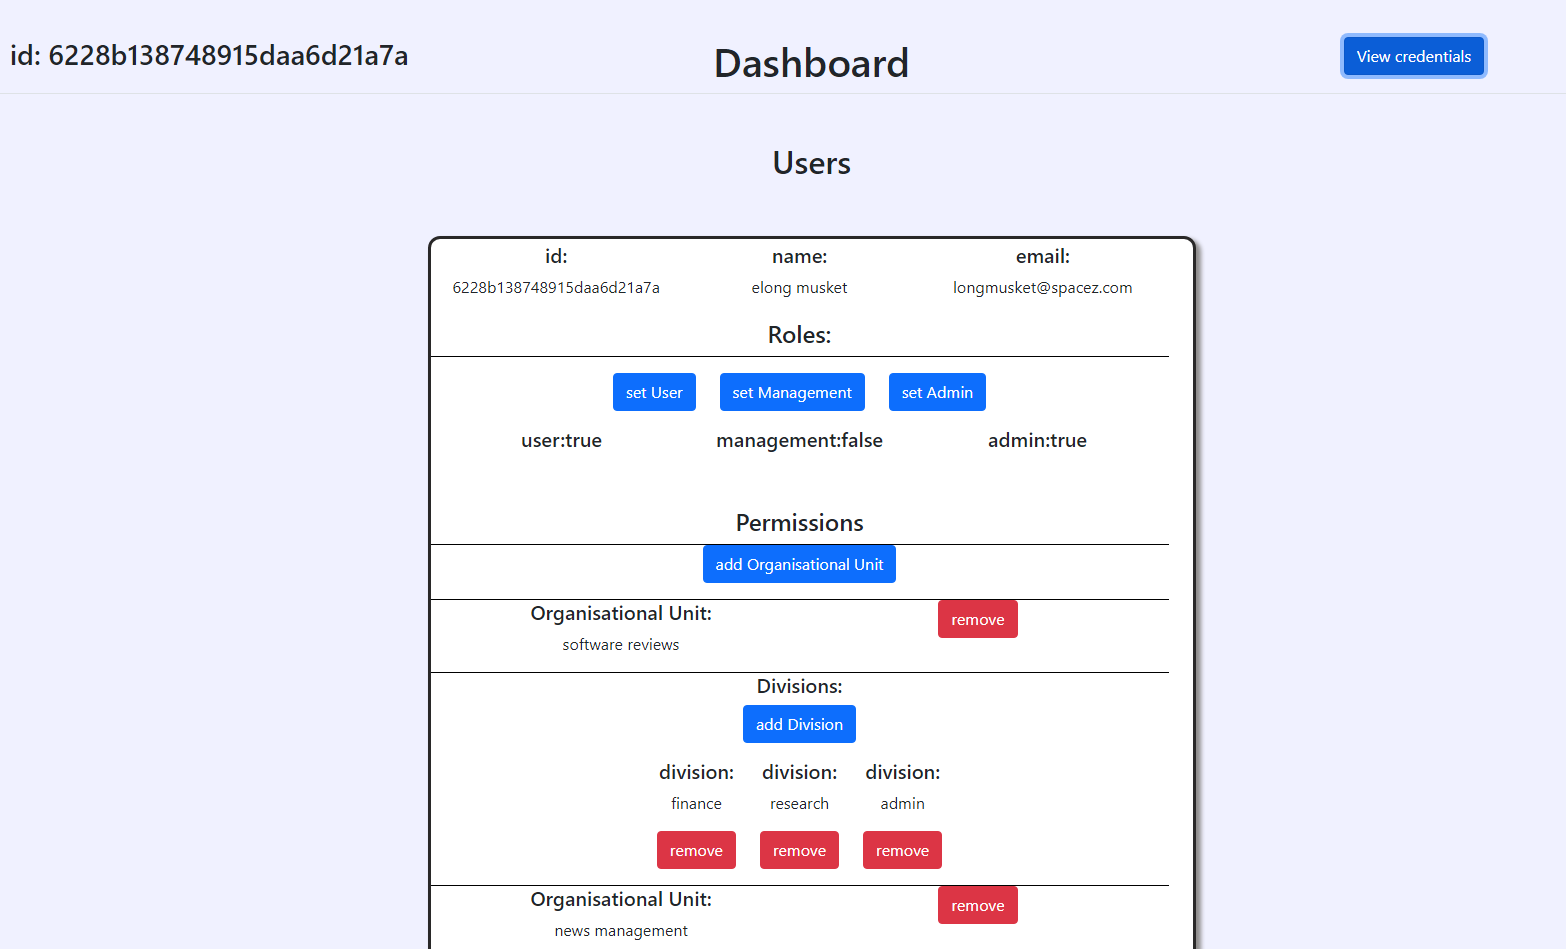 id: 6228b138748915daa6d21a7a
Dashboard
View credentials
Users
id: name: email:
6228b138748915daa6d21a7a elong musket longmusket@spacez.com
Roles:
set User set Management set Admin
user:true management:false admin:true
Permissions
add Organisational Unit
Organisational Unit: remove
software reviews
Divisions:
add Division
division: division: division:
finance research admin
remove remove remove
Organisational Unit: remove
news management